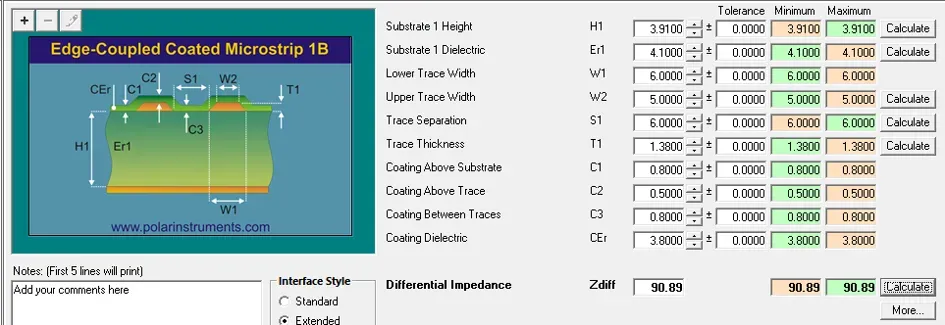 Tolerance Minimum Maximum
Substrate 1 Height H1 3.9100 ± 0.0000 3.9100 3.9100 Calculate
Substrate 1 Dielectric Er1 4.1000 ± 0.0000 4.1000 4.1000 Calculate
Lower Trace Width W1 6.0000 ± 0.0000 6.0000 6.0000
Upper Trace Width W2 5.0000 ± 0.0000 5.0000 5.0000 Calculate
Trace Separation S1 6.0000 ± 0.0000 6.0000 6.0000 Calculate
Trace Thickness T1 1.3800 ± 0.0000 1.3800 1.3800 Calculate
Coating Above Substrate C1 0.8000 ± 0.0000 0.8000 0.8000
Coating Above Trace C2 0.5000 ± 0.0000 0.5000 0.5000
Coating Between Traces C3 0.8000 ± 0.0000 0.8000 0.8000
Coating Dielectric CEr 3.8000 ± 0.0000 3.8000 3.8000
Differential Impedance Zdiff 90.89 90.89 90.89 Calculate
More...
Edge-Coupled Coated Microstrip 1B
C2 S1 W2
CEr C1 T1
C3
H1 Er1
W1
www.polarinstruments.com
Notes: (First 5 lines will print)
Add your comments here
Interface Style
Standard
Extended